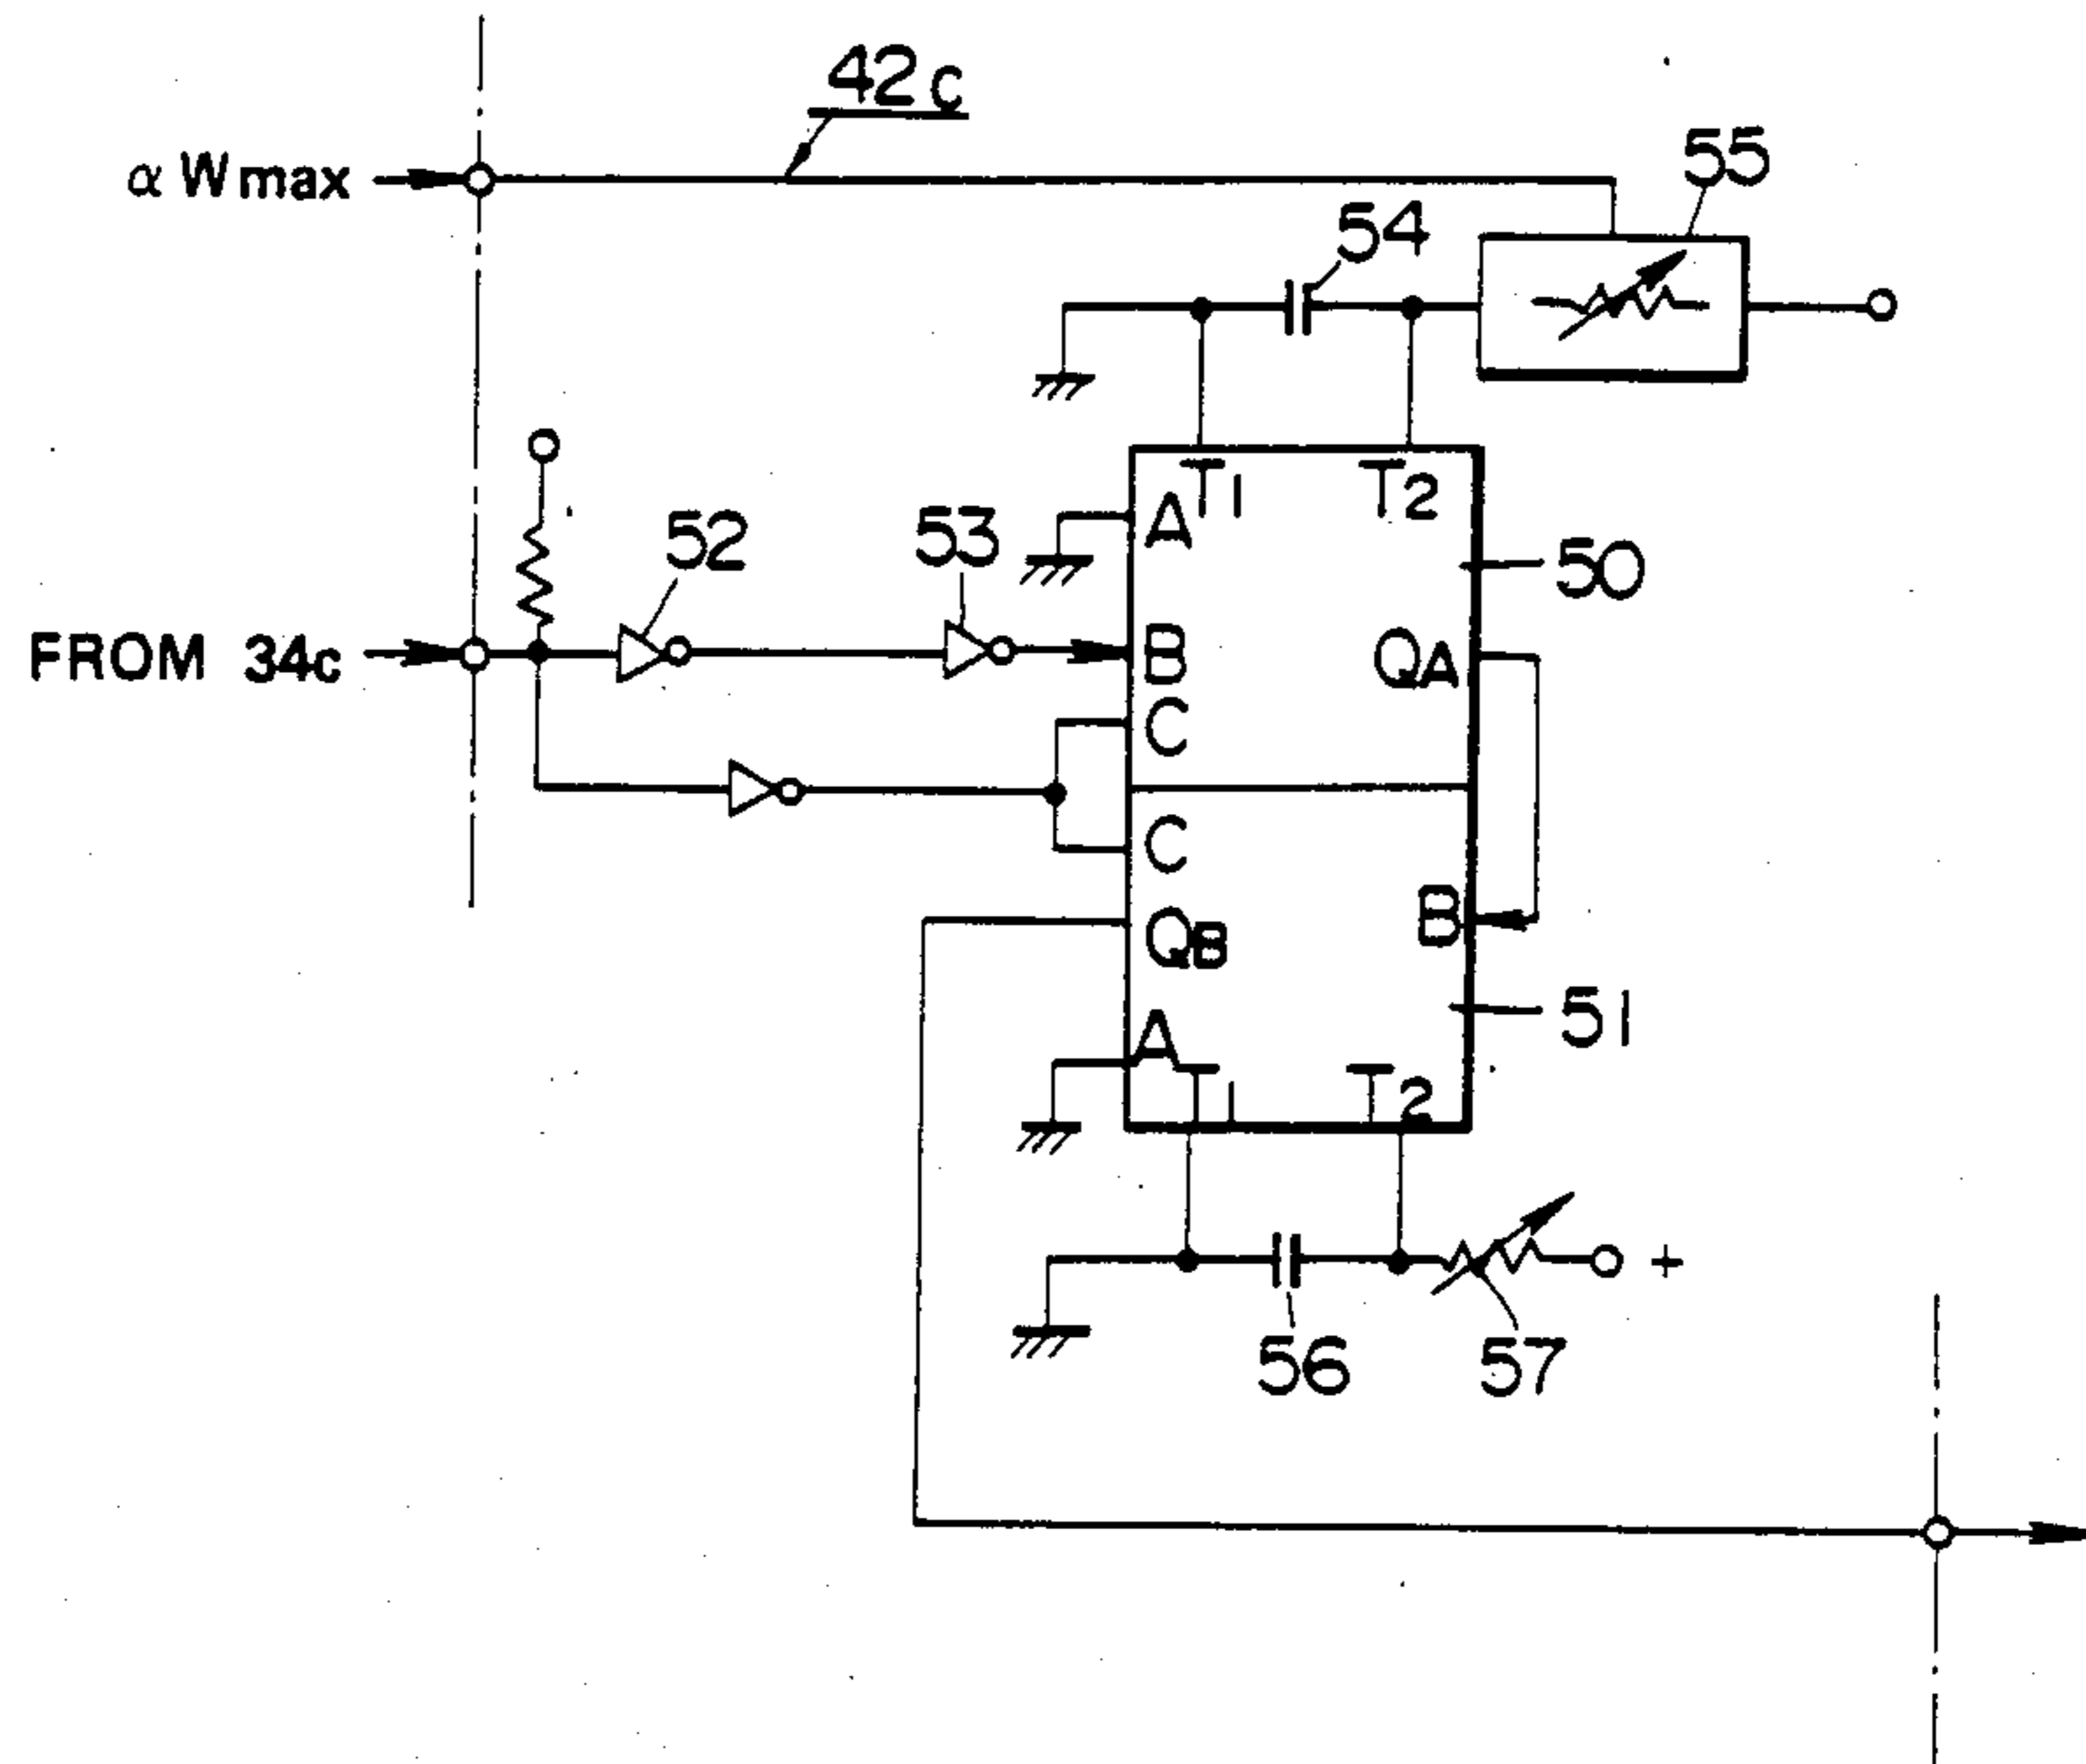 42c
α Wmax
55
54
T1 T2
A
52
53
50
FROM 34c
B
QA
C
C
QB
B
51
A
T1 T2
+
56
57